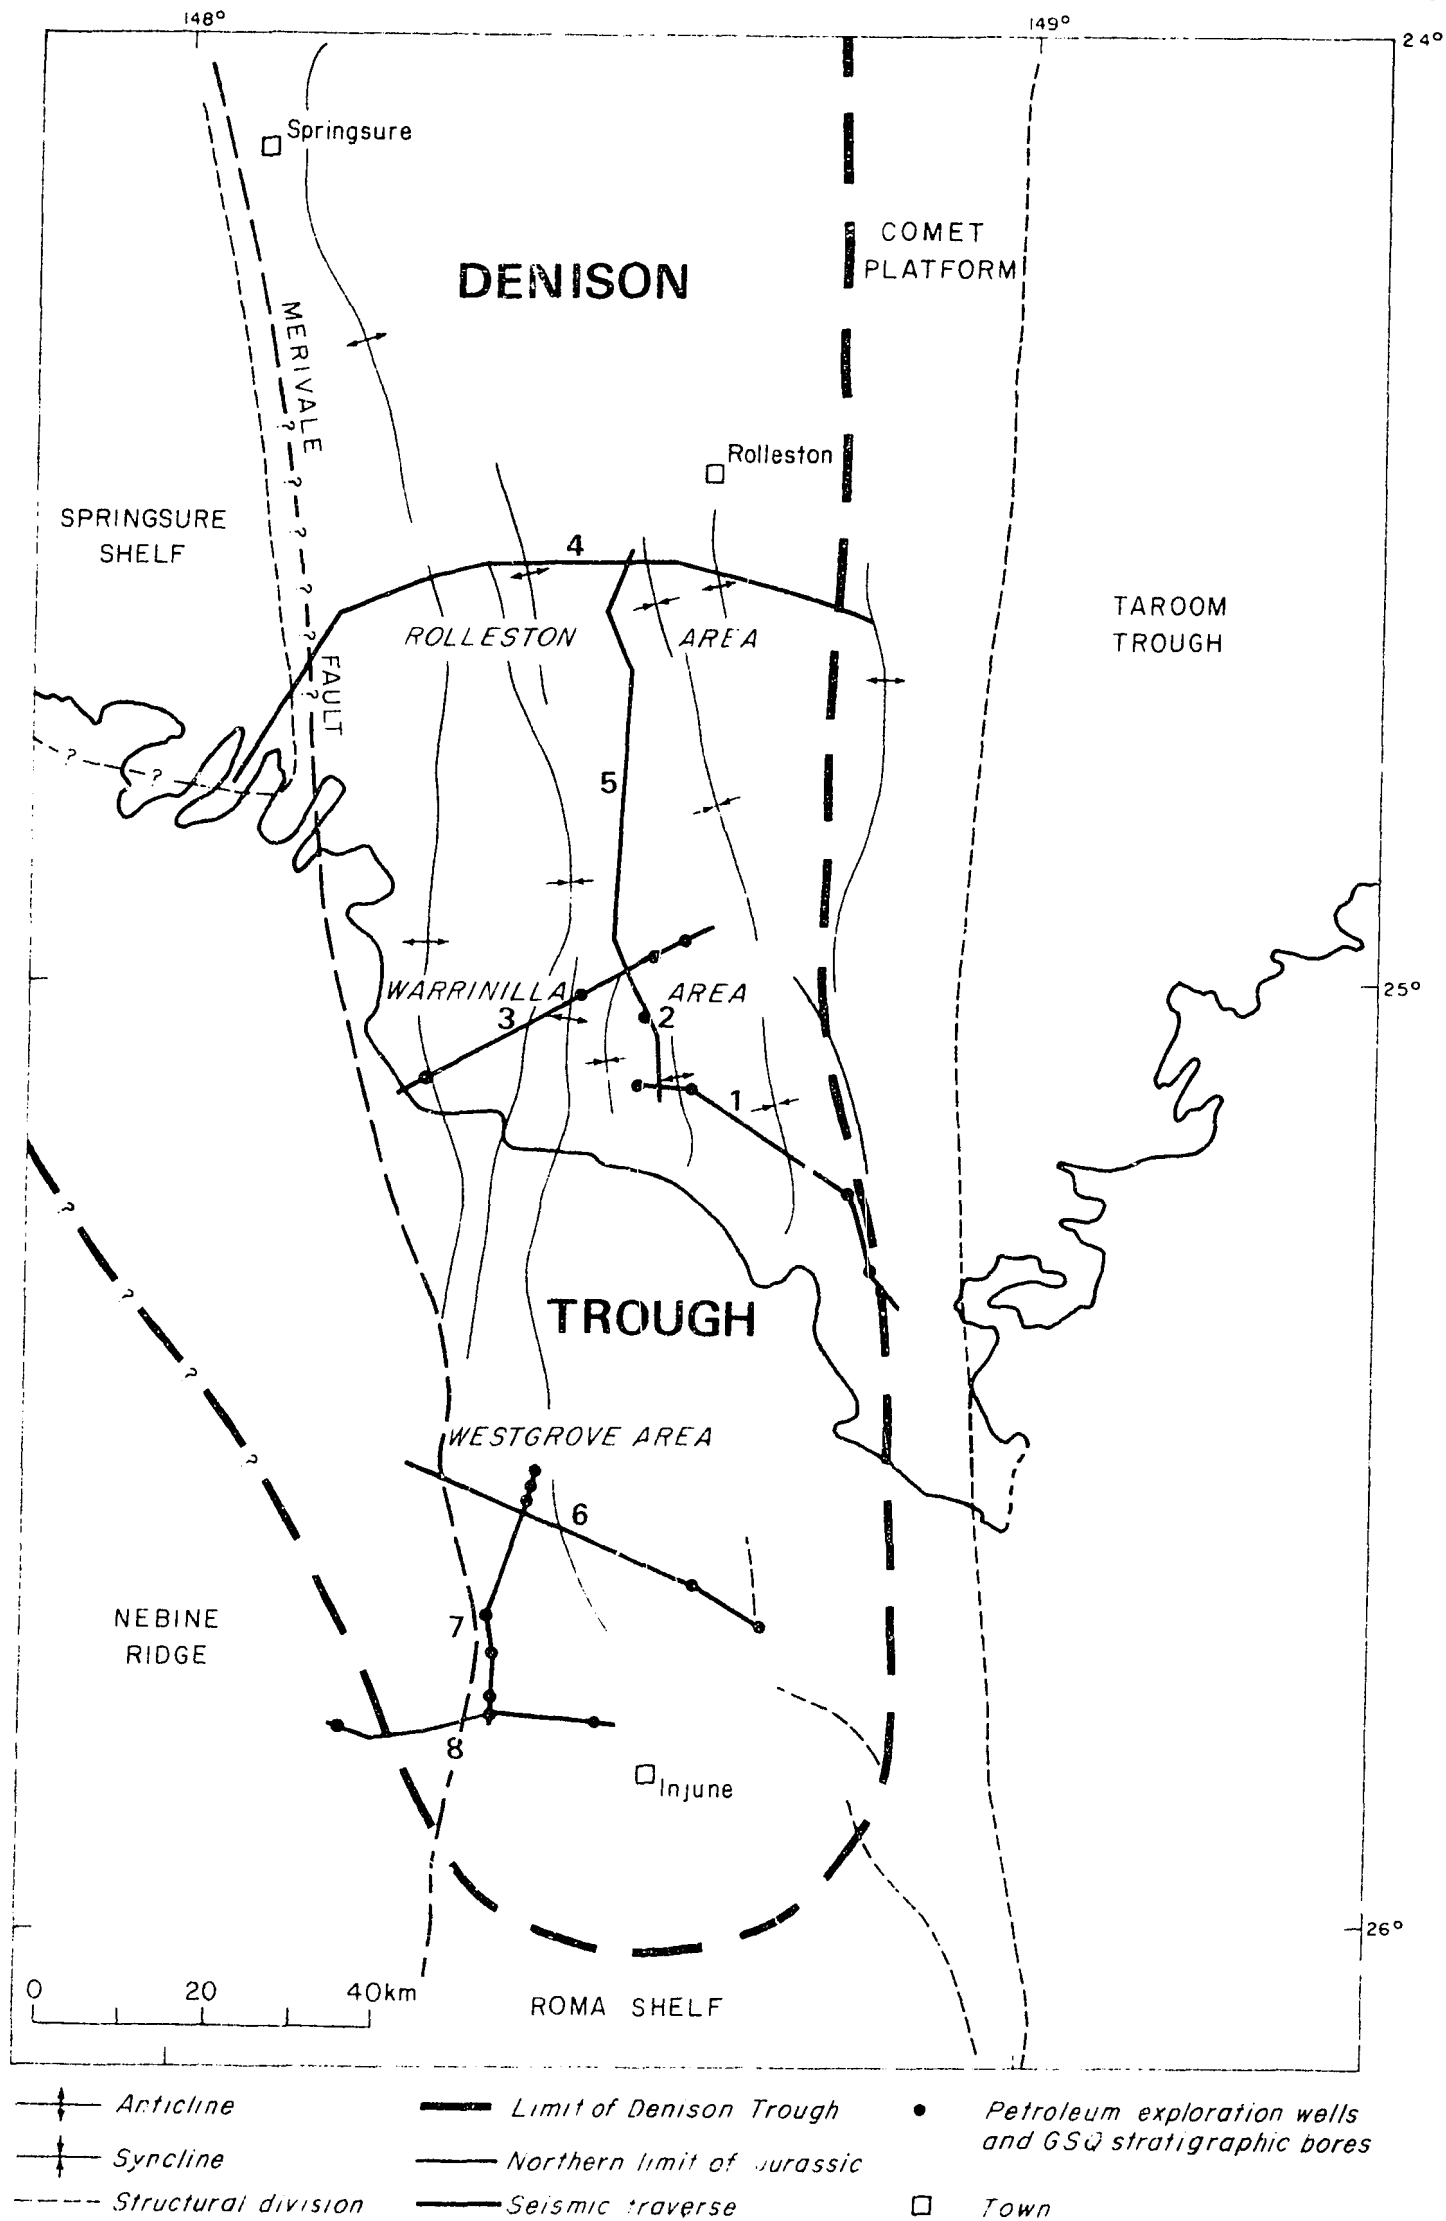 148°
149°
24°
Springsure
COMET
PLATFORM
DENISON
MERIVALE
?
?
?
Rolleston
SPRINGSURE
SHELF
4
?
?
TAROOM
TROUGH
ROLLESTON AREA
?
FAULT
? ?
5
WARRINILLA AREA
25°
3
2
1
?
?
TROUGH
?
WESTGROVE AREA
?
6
NEBINE
RIDGE
7
8
Injune
26°
0 20 40km
ROMA SHELF
Anticline
Limit of Denison Trough
Petroleum exploration wells
and GSQ stratigraphic bores
Syncline
Northern limit of Jurassic
Structural division
Seismic traverse
Town